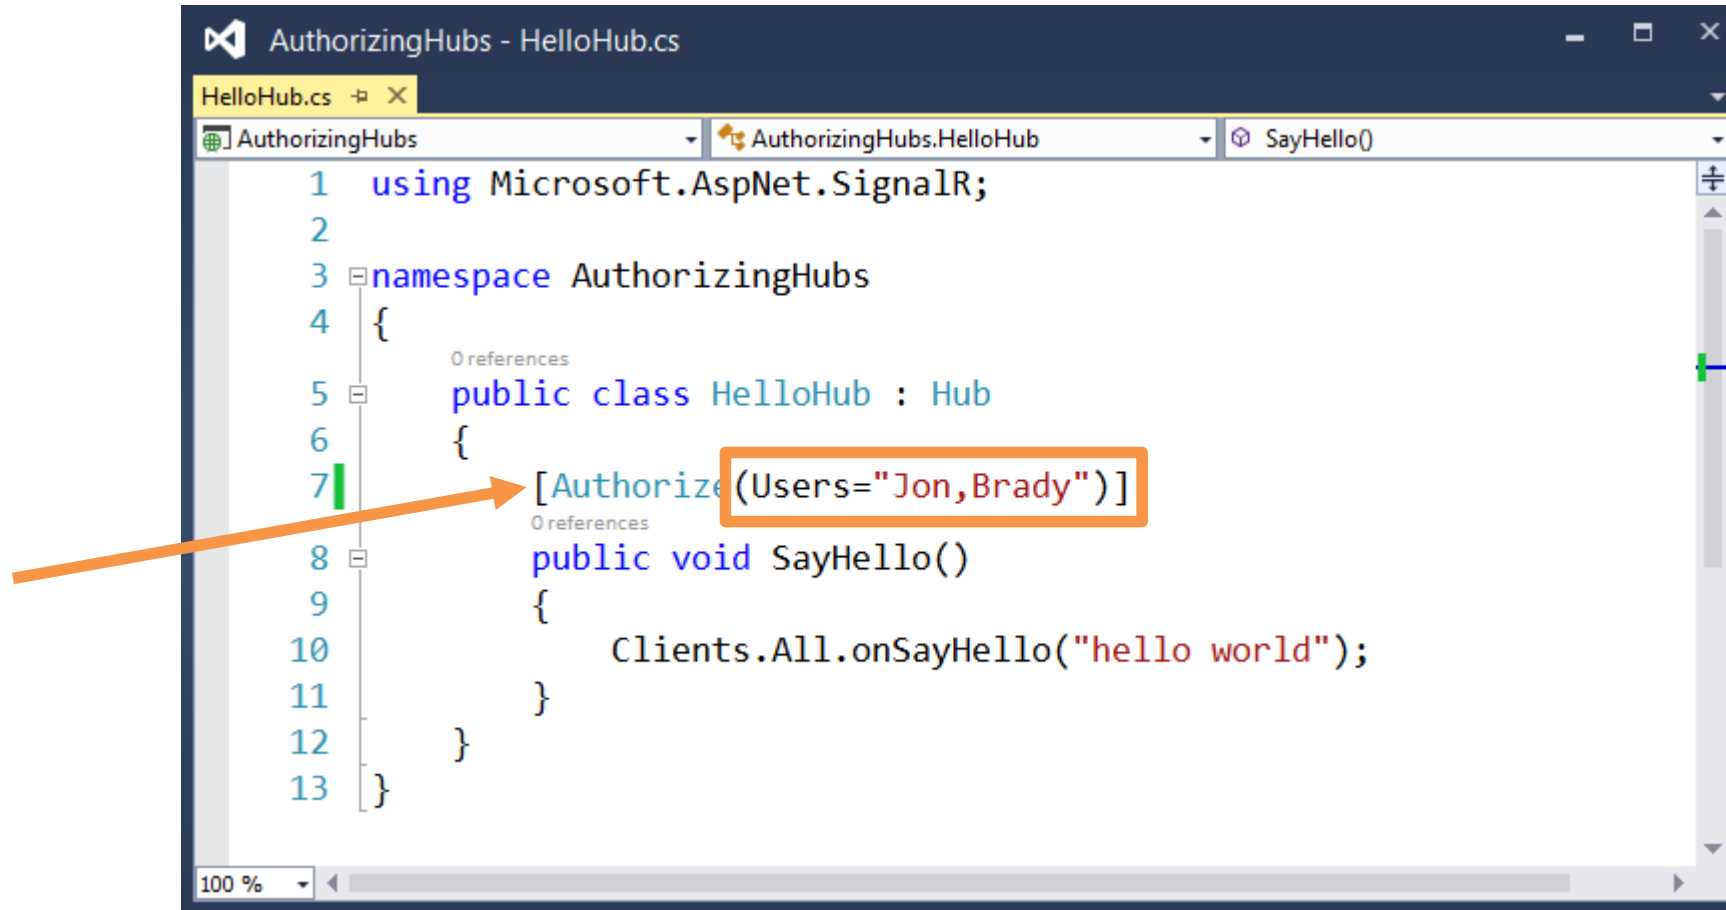 AuthorizingHubs - HelloHub.cs
HelloHub.cs
AuthorizingHubs AuthorizingHubs.HelloHub SayHello()
1 using Microsoft.AspNet.SignalR;
2
3 namespace AuthorizingHubs
4 {
0 references
5 public class HelloHub : Hub
6 {
7 [Authorize(Users="Jon,Brady")]
0 references
8 public void SayHello()
9 {
10 Clients.All.onSayHello("hello world");
11 }
12 }
13 }
100 %